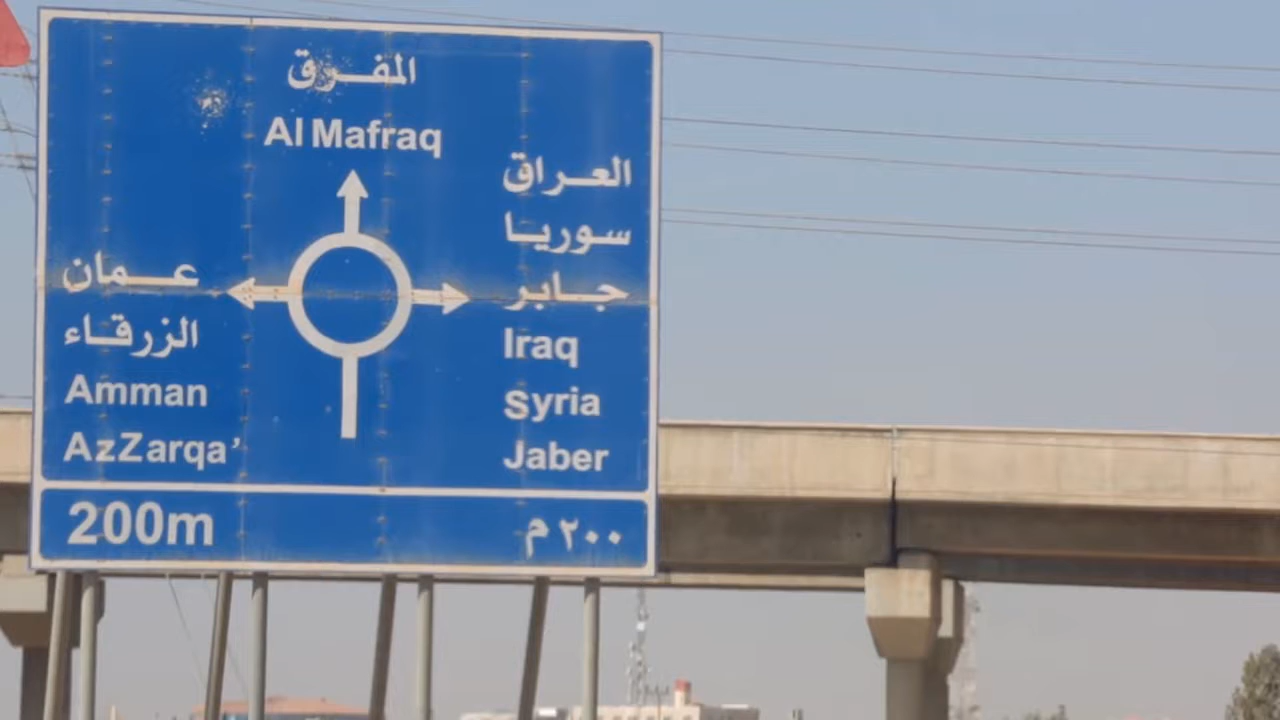 المفرق
Al Mafraq
العراق
سوريا
جابر
Iraq
Syria
Jaber
عمان
الزرقاء
Amman
AzZarqa’
200m
٢٠٠ م